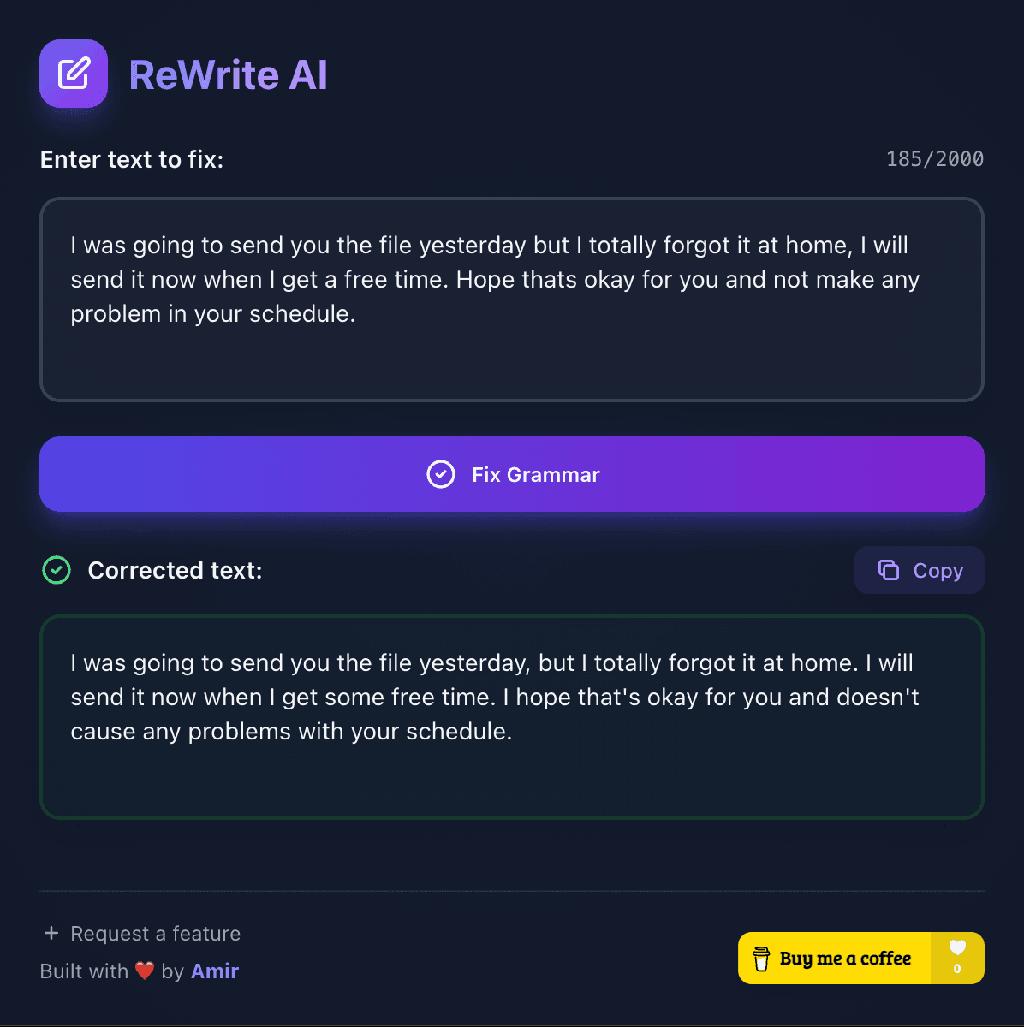 ReWrite AI
Enter text to fix:
185/2000
I was going to send you the file yesterday but I totally forgot it at home, I will
send it now when I get a free time. Hope thats okay for you and not make any
problem in your schedule.
Fix Grammar
Corrected text:
Copy
I was going to send you the file yesterday, but I totally forgot it at home. I will
send it now when I get some free time. I hope that's okay for you and doesn't
cause any problems with your schedule.
+ Request a feature
Built with ❤️ by Amir
Buy me a coffee
0